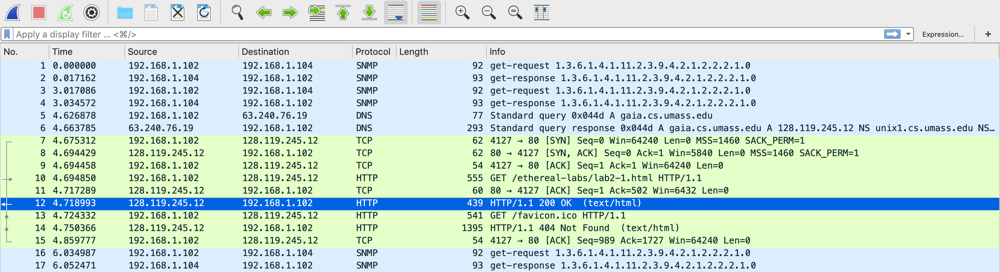 Apply a display filter ... <⌘/> Expression... +
No. Time Source Destination Protocol Length Info
1 0.000000 192.168.1.102 192.168.1.104 SNMP 92 get-request 1.3.6.1.4.1.11.2.3.9.4.2.1.2.2.2.1.0
2 0.017162 192.168.1.104 192.168.1.102 SNMP 93 get-response 1.3.6.1.4.1.11.2.3.9.4.2.1.2.2.2.1.0
3 3.017086 192.168.1.102 192.168.1.104 SNMP 92 get-request 1.3.6.1.4.1.11.2.3.9.4.2.1.2.2.2.1.0
4 3.034572 192.168.1.104 192.168.1.102 SNMP 93 get-response 1.3.6.1.4.1.11.2.3.9.4.2.1.2.2.2.1.0
5 4.626878 192.168.1.102 63.240.76.19 DNS 77 Standard query 0x044d A gaia.cs.umass.edu
6 4.663785 63.240.76.19 192.168.1.102 DNS 293 Standard query response 0x044d A gaia.cs.umass.edu A 128.119.245.12 NS unix1.cs.umass.edu NS…
7 4.675312 192.168.1.102 128.119.245.12 TCP 62 4127 → 80 [SYN] Seq=0 Win=64240 Len=0 MSS=1460 SACK_PERM=1
8 4.694429 128.119.245.12 192.168.1.102 TCP 62 80 → 4127 [SYN, ACK] Seq=0 Ack=1 Win=5840 Len=0 MSS=1460 SACK_PERM=1
9 4.694458 192.168.1.102 128.119.245.12 TCP 54 4127 → 80 [ACK] Seq=1 Ack=1 Win=64240 Len=0
10 4.694850 192.168.1.102 128.119.245.12 HTTP 555 GET /ethereal-labs/lab2-1.html HTTP/1.1
11 4.717289 128.119.245.12 192.168.1.102 TCP 60 80 → 4127 [ACK] Seq=1 Ack=502 Win=6432 Len=0
12 4.718993 128.119.245.12 192.168.1.102 HTTP 439 HTTP/1.1 200 OK (text/html)
13 4.724332 192.168.1.102 128.119.245.12 HTTP 541 GET /favicon.ico HTTP/1.1
14 4.750366 128.119.245.12 192.168.1.102 HTTP 1395 HTTP/1.1 404 Not Found (text/html)
15 4.859777 192.168.1.102 128.119.245.12 TCP 54 4127 → 80 [ACK] Seq=989 Ack=1727 Win=64240 Len=0
16 6.034987 192.168.1.102 192.168.1.104 SNMP 92 get-request 1.3.6.1.4.1.11.2.3.9.4.2.1.2.2.2.1.0
17 6.052471 192.168.1.104 192.168.1.102 SNMP 93 get-response 1.3.6.1.4.1.11.2.3.9.4.2.1.2.2.2.1.0